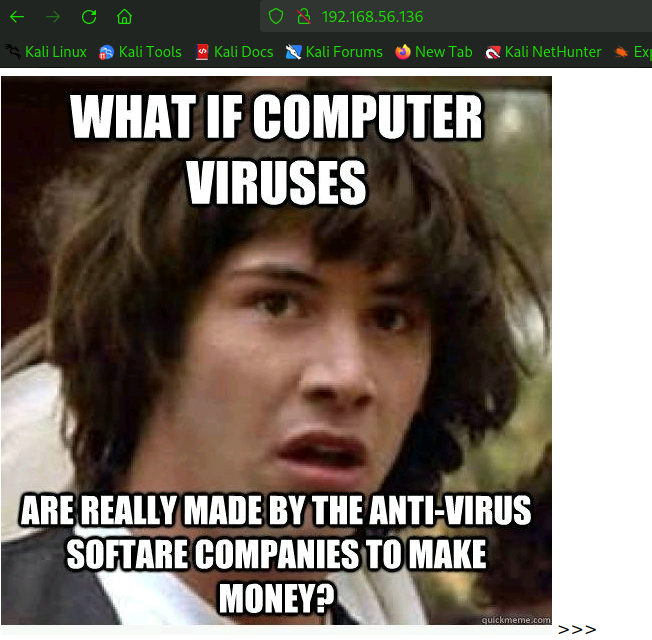 192.168.56.136
Kali Linux Kali Tools Kali Docs Kali Forums New Tab Kali NetHunter Exp
WHAT IF COMPUTER
VIRUSES
ARE REALLY MADE BY THE ANTI-VIRUS
SOFTARE COMPANIES TO MAKE
MONEY?
quickmeme.com
>>>